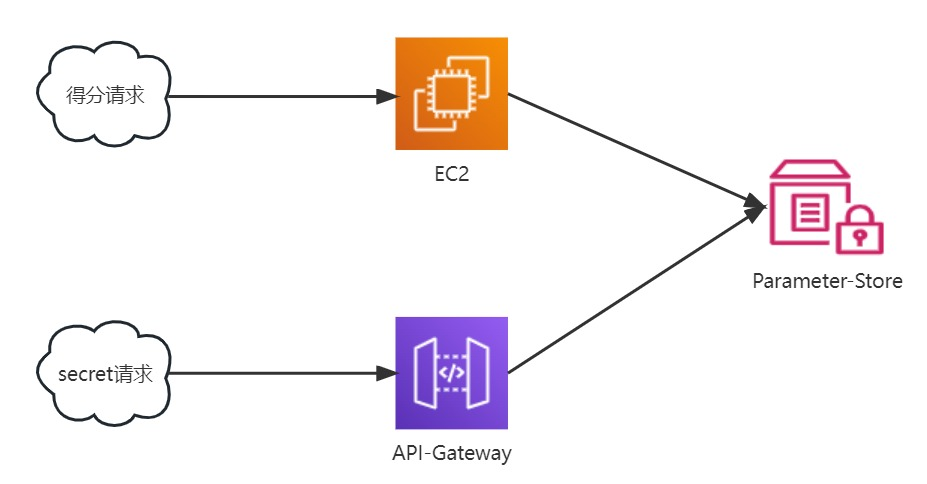 得分请求
EC2
Parameter-Store
secret请求
API-Gateway